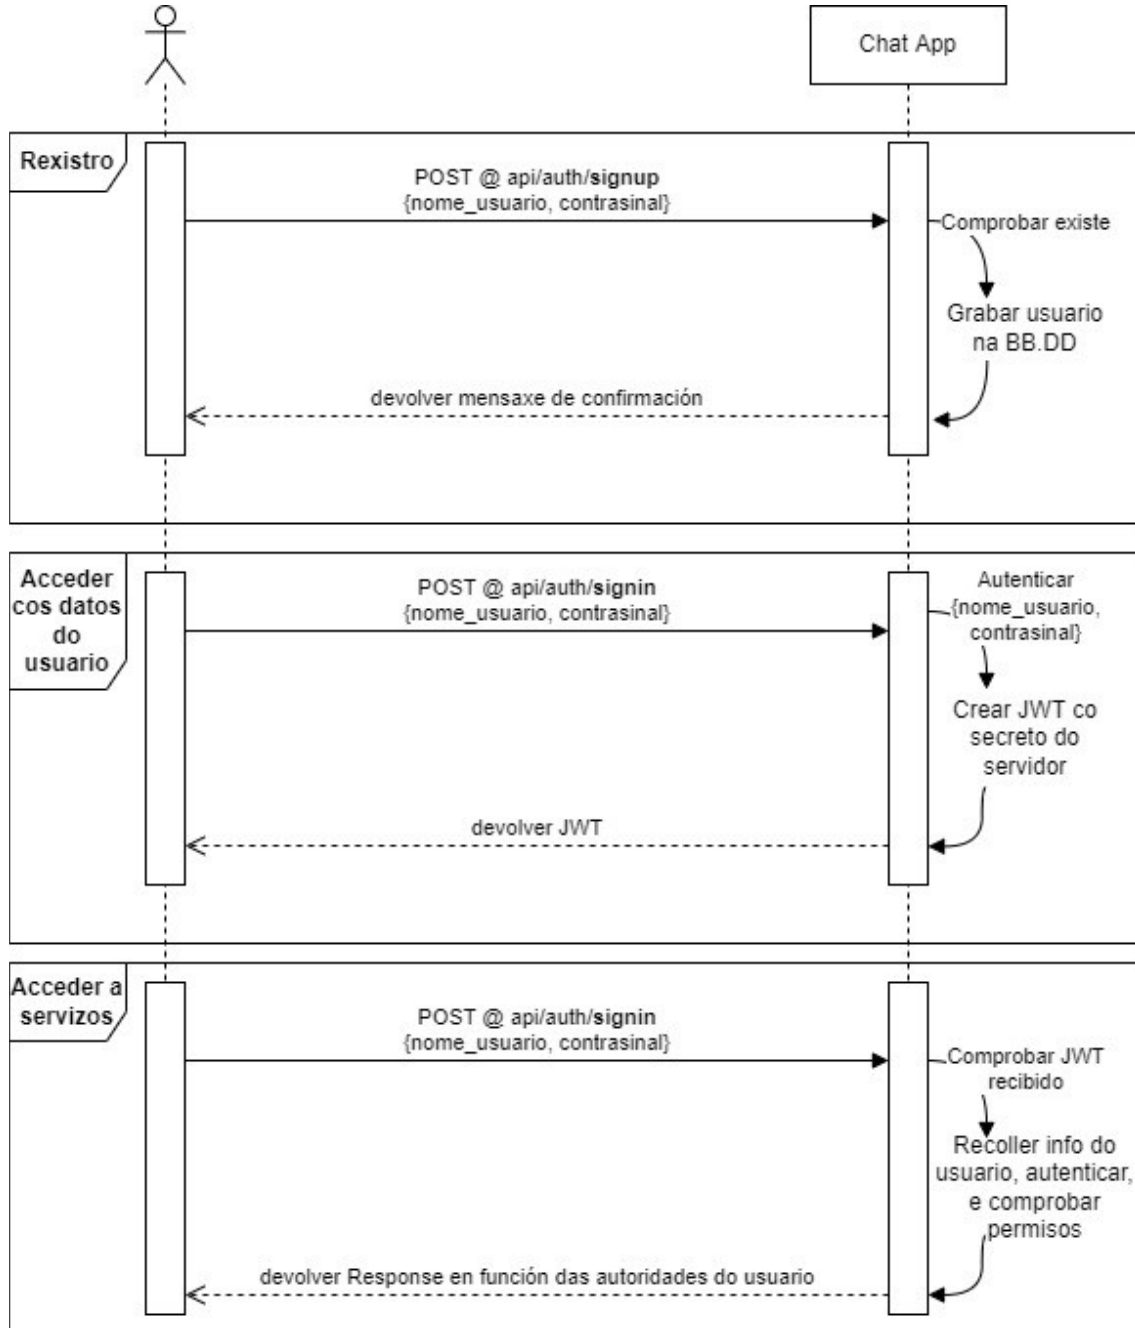 Chat App
Rexistro
POST @ api/auth/signup
{nome_usuario, contrasinal}
Comprobar existe
Grabar usuario
na BB.DD
devolver mensaxe de confirmación
Acceder
cos datos
do
usuario
POST @ api/auth/signin
{nome_usuario, contrasinal}
Autenticar
{nome_usuario,
contrasinal}
Crear JWT co
secreto do
servidor
devolver JWT
Acceder a
servizos
POST @ api/auth/signin
{nome_usuario, contrasinal}
Comprobar JWT
recibido
Recoller info do
usuario, autenticar,
e comprobar
permisos
devolver Response en función das autoridades do usuario